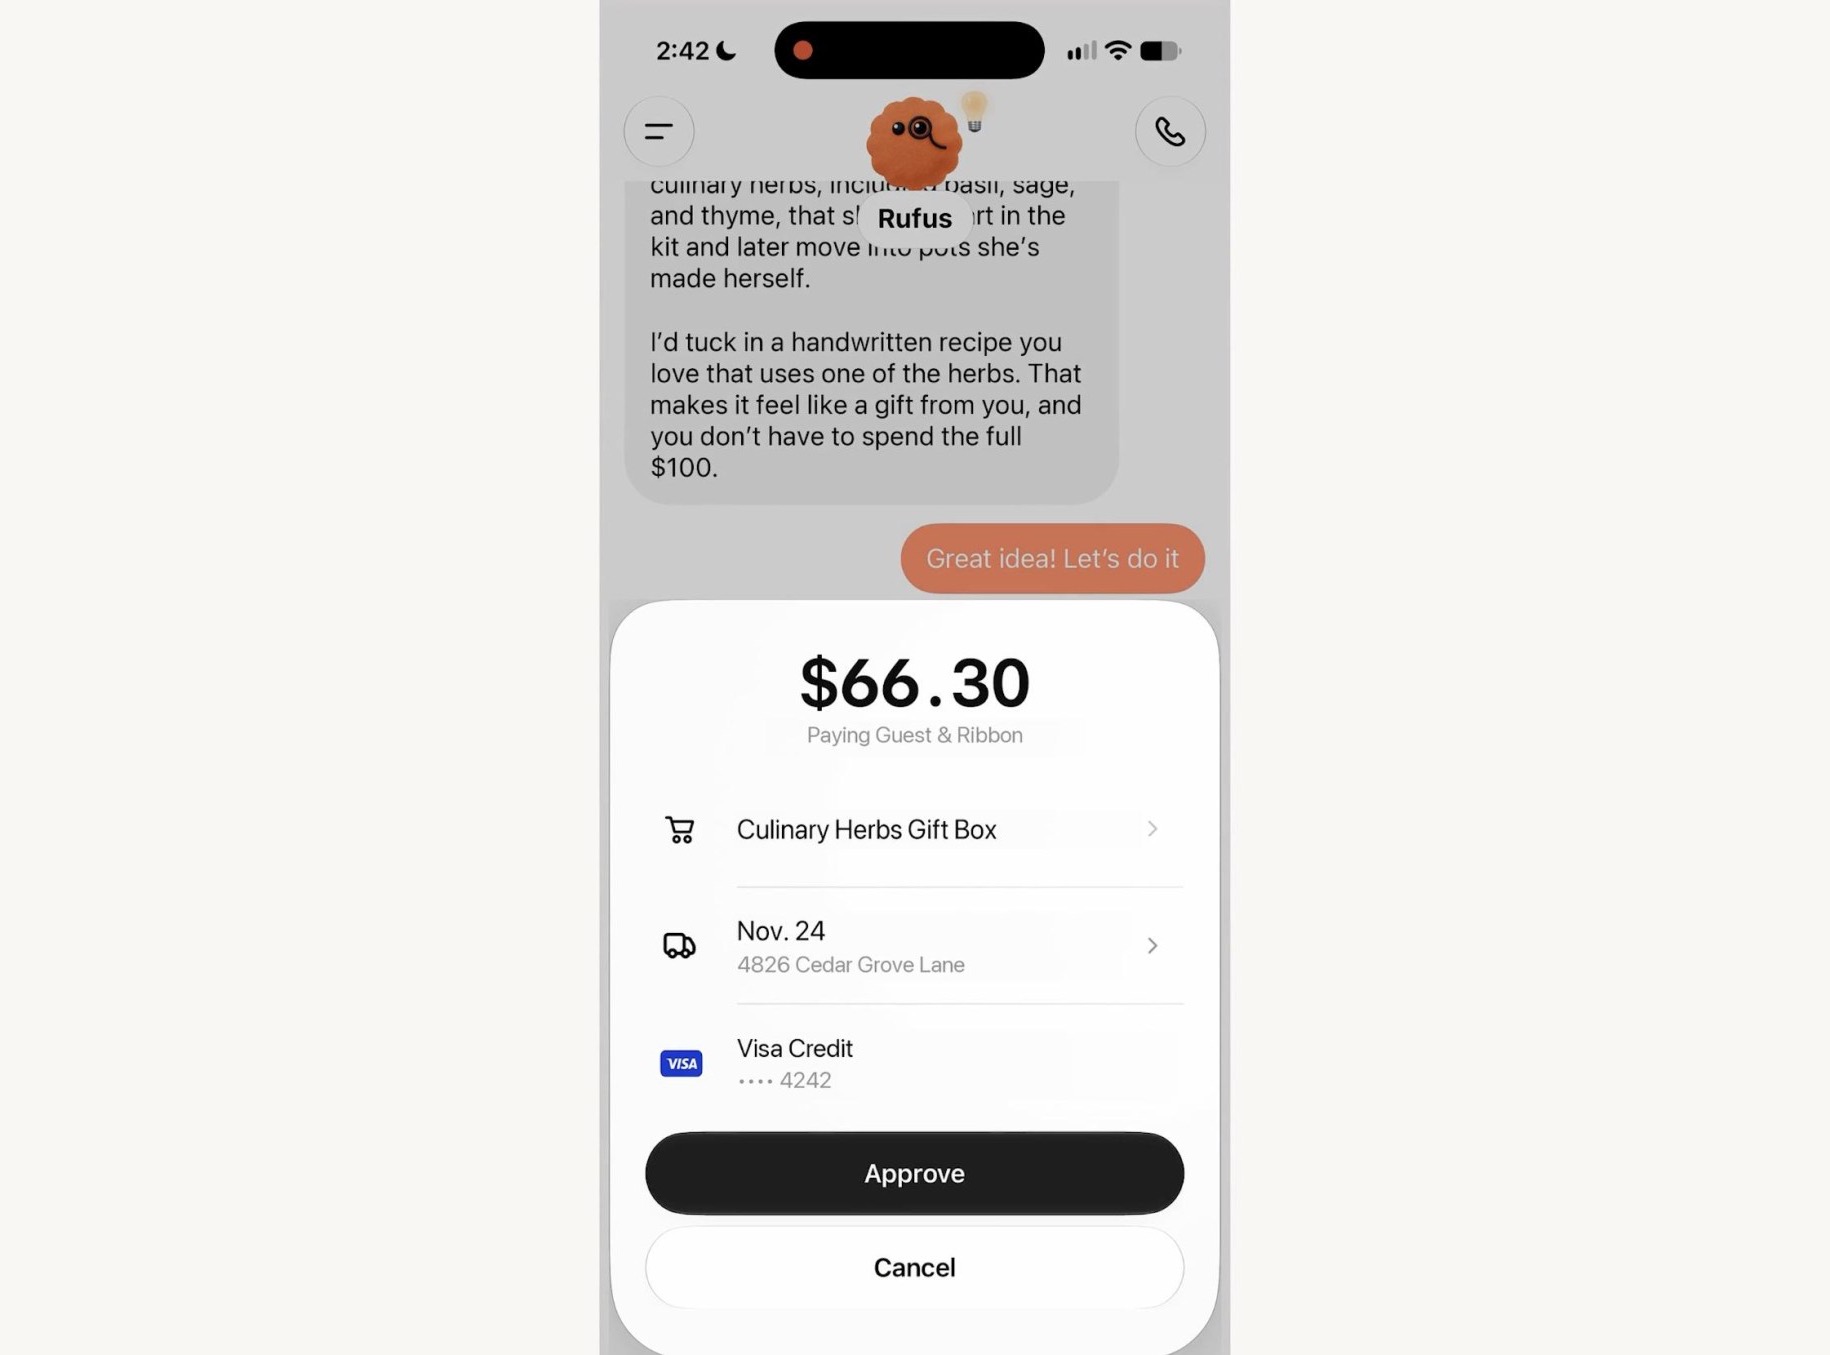 2:42
culinary herbs, including basil, sage,
and thyme, that rt in the
kit and later move into pots she's
made herself.
Rufus
I'd tuck in a handwritten recipe you
love that uses one of the herbs. That
makes it feel like a gift from you, and
you don't have to spend the full
$100.
Great idea! Let's do it
$66.30
Paying Guest & Ribbon
Culinary Herbs Gift Box
Nov. 24
4826 Cedar Grove Lane
VISA
Visa Credit
•••• 4242
Approve
Cancel